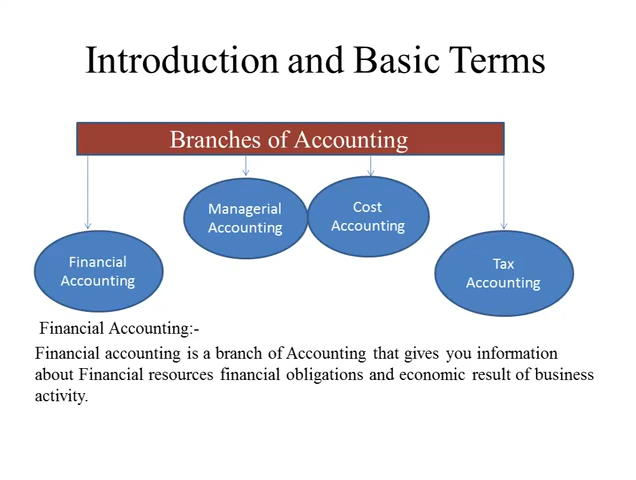 Introduction and Basic Terms
Branches of Accounting
Managerial
Accounting
Cost
Accounting
Financial
Accounting
Tax
Accounting
Financial Accounting:-
Financial accounting is a branch of Accounting that gives you information
about Financial resources financial obligations and economic result of business
activity.